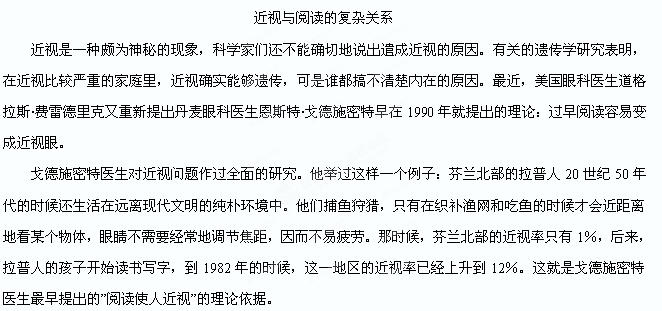 近视与阅读的复杂关系
近视是一种颇为神秘的现象，科学家们还不能确切地说出造成近视的原因。有关的遗传学研究表明，
在近视比较严重的家庭里，近视确实能够遗传，可是谁都搞不清楚内在的原因。最近，美国眼科医生道格
拉斯·费雷德里克又重新提出丹麦眼科医生恩斯特·戈德施密特早在 1990 年就提出的理论：过早阅读容易变
成近视眼。
戈德施密特医生对近视问题作过全面的研究。他举过这样一个例子：芬兰北部的拉普人 20 世纪 50 年
代的时候还生活在远离现代文明的纯朴环境中。他们捕鱼狩猎，只有在织补渔网和吃鱼的时候才会近距离
地看某个物体，眼睛不需要经常地调节焦距，因而不易疲劳。那时候，芬兰北部的近视率只有 1%，后来，
拉普人的孩子开始读书写字，到 1982 年的时候，这一地区的近视率已经上升到 12%。这就是戈德施密特
医生最早提出的”阅读使人近视”的理论依据。